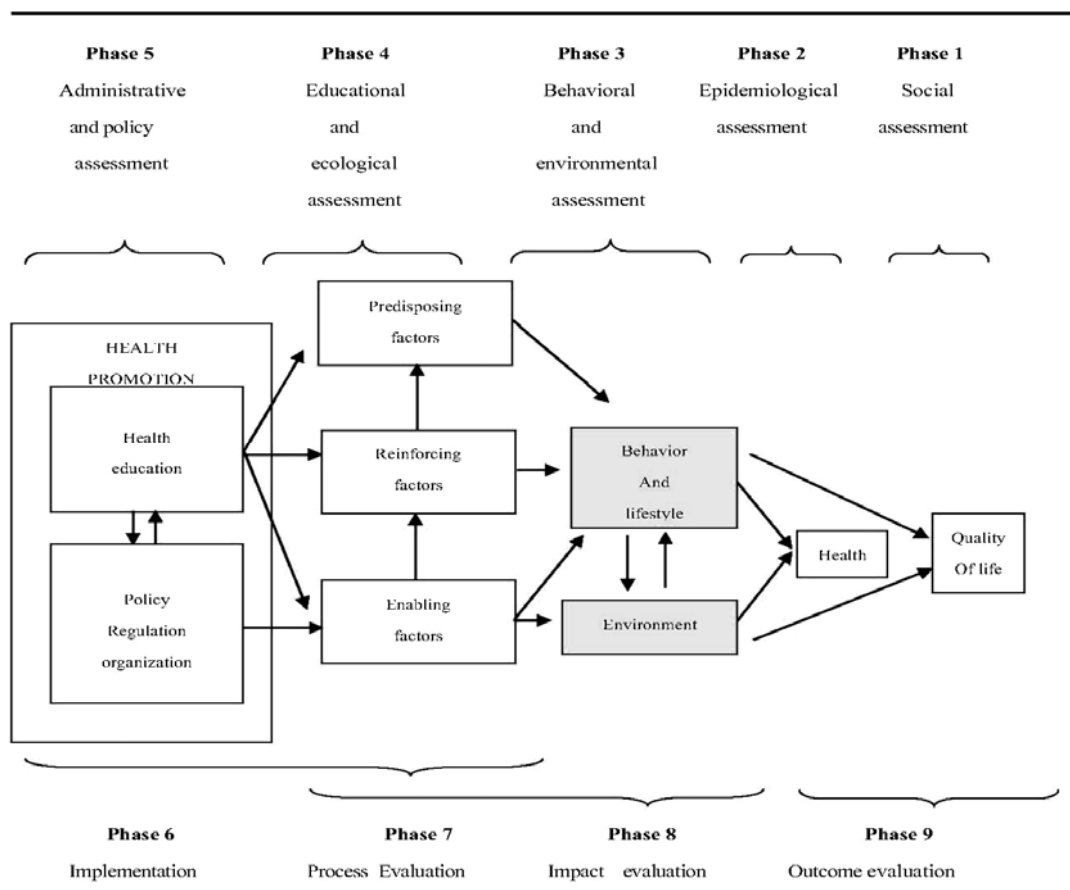 Phase 5
Administrative
and policy
assessment
Phase 4
Educational
and
ecological
assessment
Phase 3
Behavioral
and
environmental
assessment
Phase 2
Epidemiological
assessment
Phase 1
Social
assessment
HEALTH
PROMOTION
Health
education
Policy
Regulation
organization
Predisposing
factors
Reinforcing
factors
Enabling
factors
Behavior
And
lifestyle
Environment
Health
Quality
Of life
Phase 6
Implementation
Phase 7
Process Evaluation
Phase 8
Impact evaluation
Phase 9
Outcome evaluation